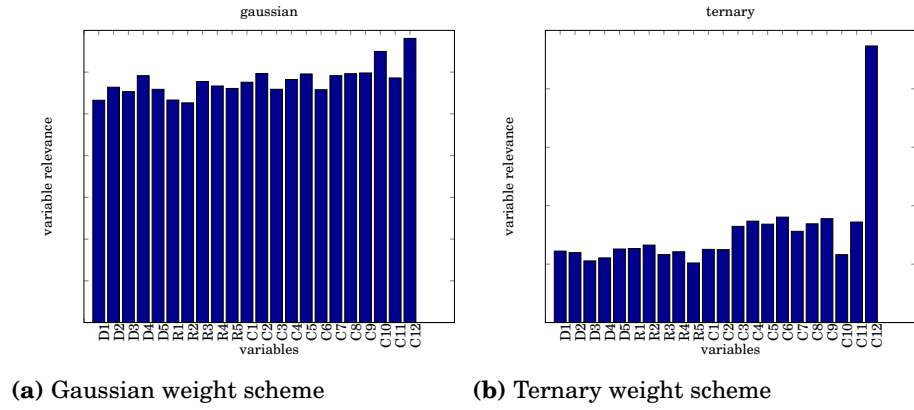 gaussian
variable relevance
D1 D2 D3 D4 D5 R1 R2 R3 R4 R5 C1 C2 C3 C4 C5 C6 C7 C8 C9 C10 C11 C12
variables
(a) Gaussian weight scheme
ternary
variable relevance
D1 D2 D3 D4 D5 R1 R2 R3 R4 R5 C1 C2 C3 C4 C5 C6 C7 C8 C9 C10 C11 C12
variables
(b) Ternary weight scheme